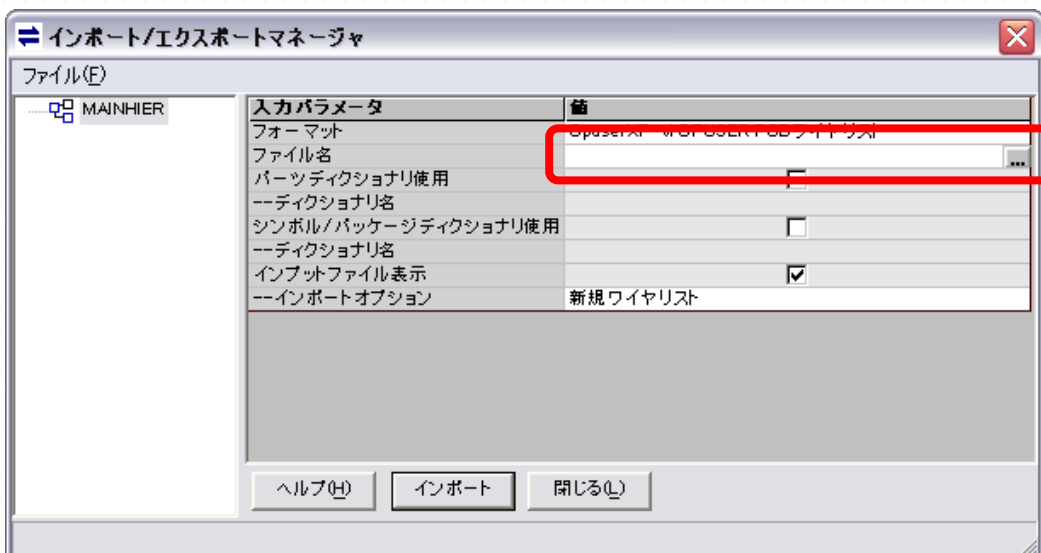 インポート/エクスポートマネージャ
ファイル(F)
MAINHIER
入力パラメータ 値
フォーマット
ファイル名 ...
パーツディクショナリ使用
--ディクショナリ名
シンボル/パッケージディクショナリ使用
--ディクショナリ名
インプットファイル表示
--インポートオプション 新規ワイヤリスト
ヘルプ(H) インポート 閉じる(L)